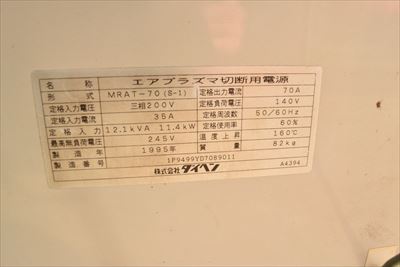 名 称 エアプラズマ切断用電源
形 式 MRAT-70 (S-1) 定格出力電流 70A
定格入力電圧 三相200V 定格負荷電圧 140V
定格入力電流 35A 定格周波数 50/60Hz
定格入力 12.1kVA 11.4kW 定格使用率 60%
最高無負荷電圧 245V 温度上昇 160℃
製造年 1995年 質量 82kg
製造番号 1P9499YD7089011
株式会社ダイヘン A4394